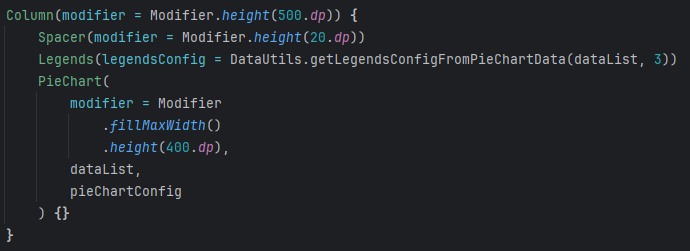 Column(modifier = Modifier.height(500.dp)) {
    Spacer(modifier = Modifier.height(20.dp))
    Legends(legendsConfig = DataUtils.getLegendsConfigFromPieChartData(dataList, 3))
    PieChart(
        modifier = Modifier
            .fillMaxWidth()
            .height(400.dp),
        dataList,
        pieChartConfig
    ) {}
}